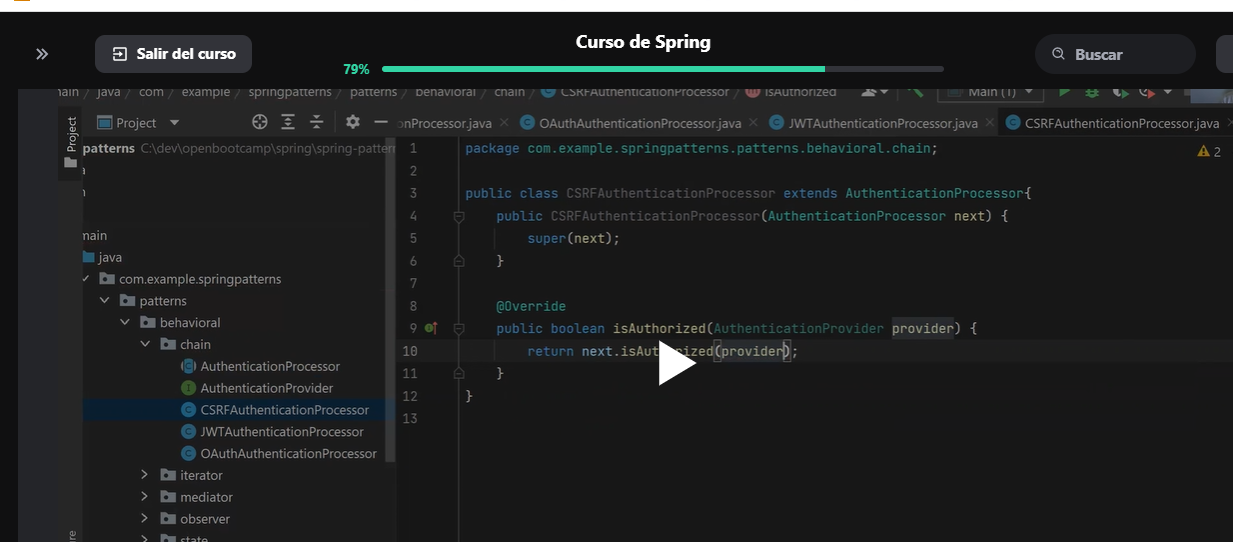 Curso de Spring
Salir del curso
79%
Buscar
main / java / com / example / springpatterns / patterns / behavioral / chain / CSRFAuthenticationProcessor / isAuthorized Main (1)
Project
Project
onProcessor.java OAuthAuthenticationProcessor.java JWTAuthenticationProcessor.java CSRFAuthenticationProcessor.java
patterns C:\dev\openbootcamp\spring\spring-patter
main
java
com.example.springpatterns
patterns
behavioral
chain
AuthenticationProcessor
AuthenticationProvider
CSRFAuthenticationProcessor
JWTAuthenticationProcessor
OAuthAuthenticationProcessor
iterator
mediator
observer
state
1 package com.example.springpatterns.patterns.behavioral.chain;
2
3 public class CSRFAuthenticationProcessor extends AuthenticationProcessor{
4 public CSRFAuthenticationProcessor(AuthenticationProcessor next) {
5 super(next);
6 }
7
8 @Override
9 public boolean isAuthorized(AuthenticationProvider provider) {
10 return next.isAuthorized(provider);
11 }
12 }
13
2